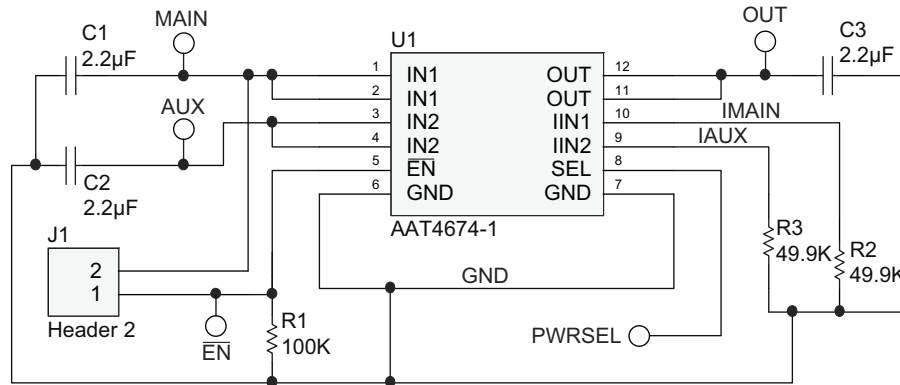 MAIN
OUT
C1
2.2µF
U1
C3
2.2µF
1 IN1 OUT 12
2 IN1 OUT 11
3 IN2 IIN1 10 IMAIN
4 IN2 IIN2 9 IAUX
5 EN SEL 8
6 GND GND 7
AAT4674-1
AUX
C2
2.2µF
J1
2
1
Header 2
EN
R1
100K
GND
PWRSEL
R3
49.9K
R2
49.9K